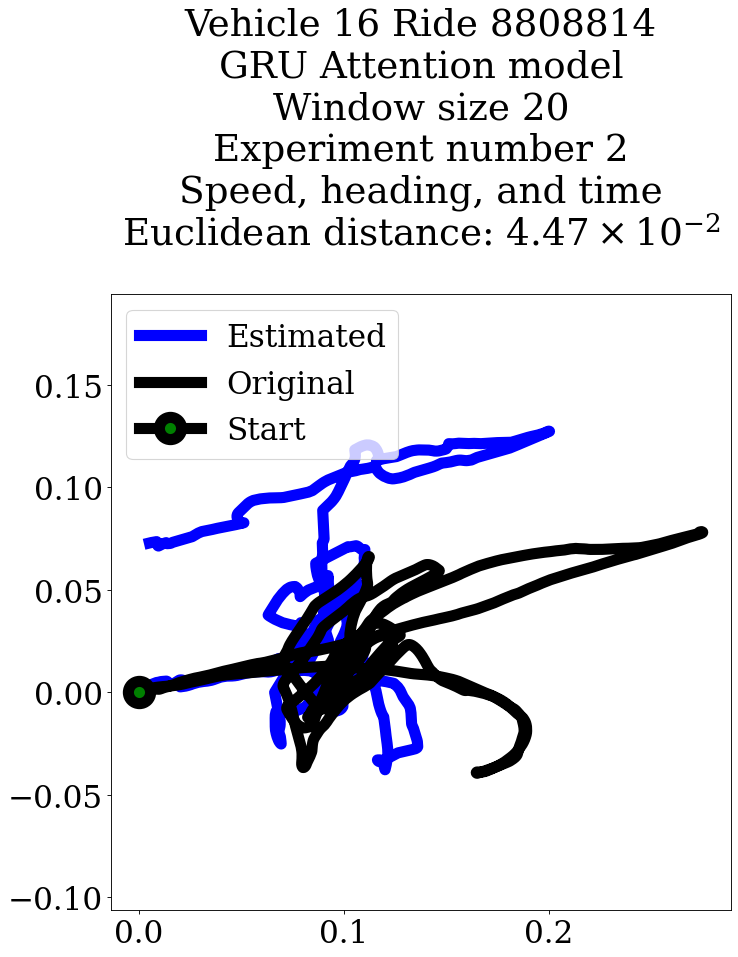 Vehicle 16 Ride 8808814
GRU Attention model
Window size 20
Experiment number 2
Speed, heading, and time
Euclidean distance: 4.47 × 10⁻²
Estimated
Original
Start
0.15
0.10
0.05
0.00
−0.05
−0.10
0.0 0.1 0.2